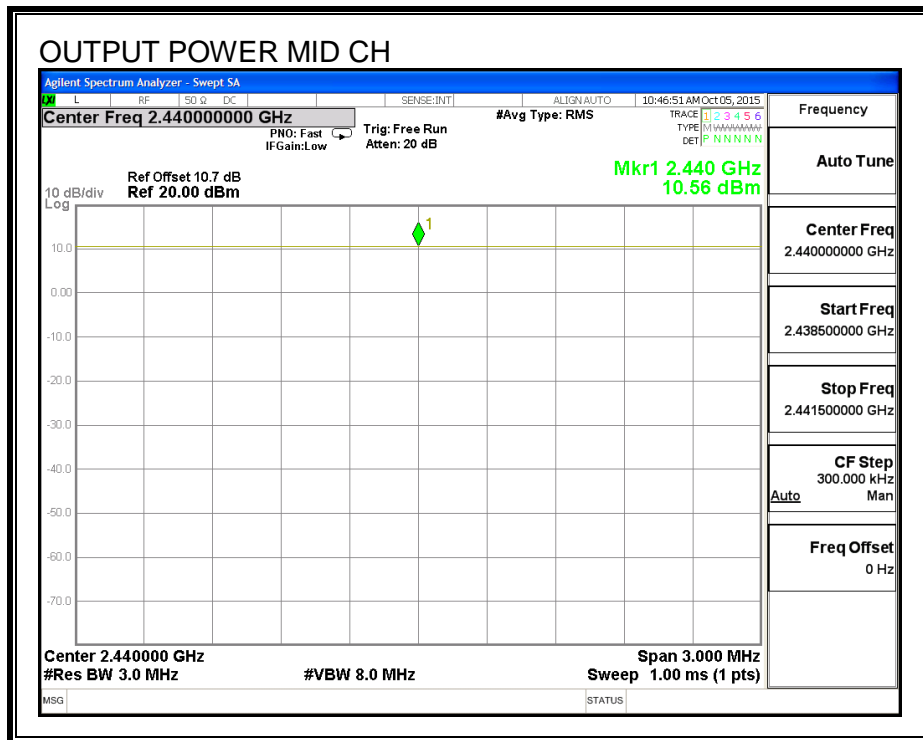 OUTPUT POWER MID CH
Agilent Spectrum Analyzer - Swept SA
LXI L RF 50 Ω DC SENSE:INT ALIGN AUTO 10:46:51 AM Oct 05, 2015
Center Freq 2.440000000 GHz
PNO: Fast
IFGain:Low
Trig: Free Run
Atten: 20 dB
#Avg Type: RMS
TRACE 1 2 3 4 5 6
TYPE M WWWWW
DET P N N N N N
Mkr1 2.440 GHz
10.56 dBm
Ref Offset 10.7 dB
10 dB/div Ref 20.00 dBm
Log
1
10.0
0.00
-10.0
-20.0
-30.0
-40.0
-50.0
-60.0
-70.0
Center 2.440000 GHz Span 3.000 MHz
#Res BW 3.0 MHz #VBW 8.0 MHz Sweep 1.00 ms (1 pts)
MSG STATUS
Frequency
Auto Tune
Center Freq
2.440000000 GHz
Start Freq
2.438500000 GHz
Stop Freq
2.441500000 GHz
CF Step
300.000 kHz
Auto Man
Freq Offset
0 Hz